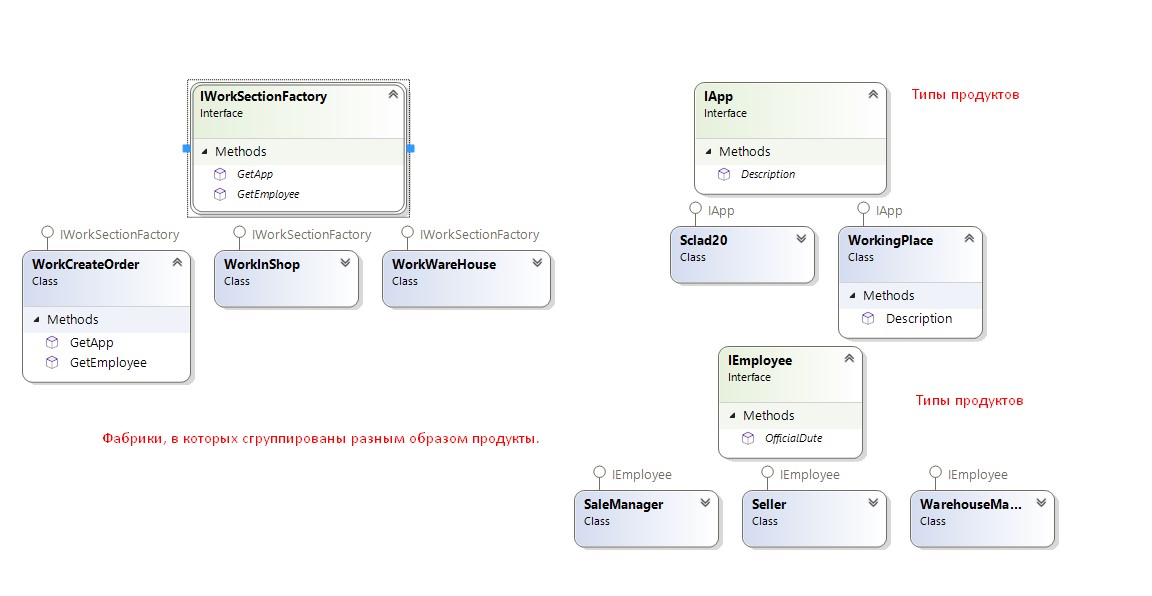 IWorkSectionFactory
Interface
Methods
GetApp
GetEmployee
IWorkSectionFactory
WorkCreateOrder
Class
Methods
GetApp
GetEmployee
IWorkSectionFactory
WorkInShop
Class
IWorkSectionFactory
WorkWareHouse
Class
Фабрики, в которых сгруппированы разным образом продукты.
IApp
Interface
Methods
Description
Типы продуктов
IApp
Sclad20
Class
IApp
WorkingPlace
Class
Methods
Description
IEmployee
Interface
Methods
OfficialDute
Типы продуктов
IEmployee
SaleManager
Class
IEmployee
Seller
Class
IEmployee
WarehouseMa...
Class